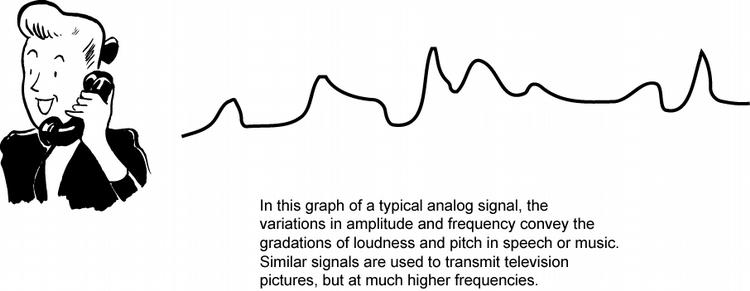 In this graph of a typical analog signal, the
variations in amplitude and frequency convey the
gradations of loudness and pitch in speech or music.
Similar signals are used to transmit television
pictures, but at much higher frequencies.